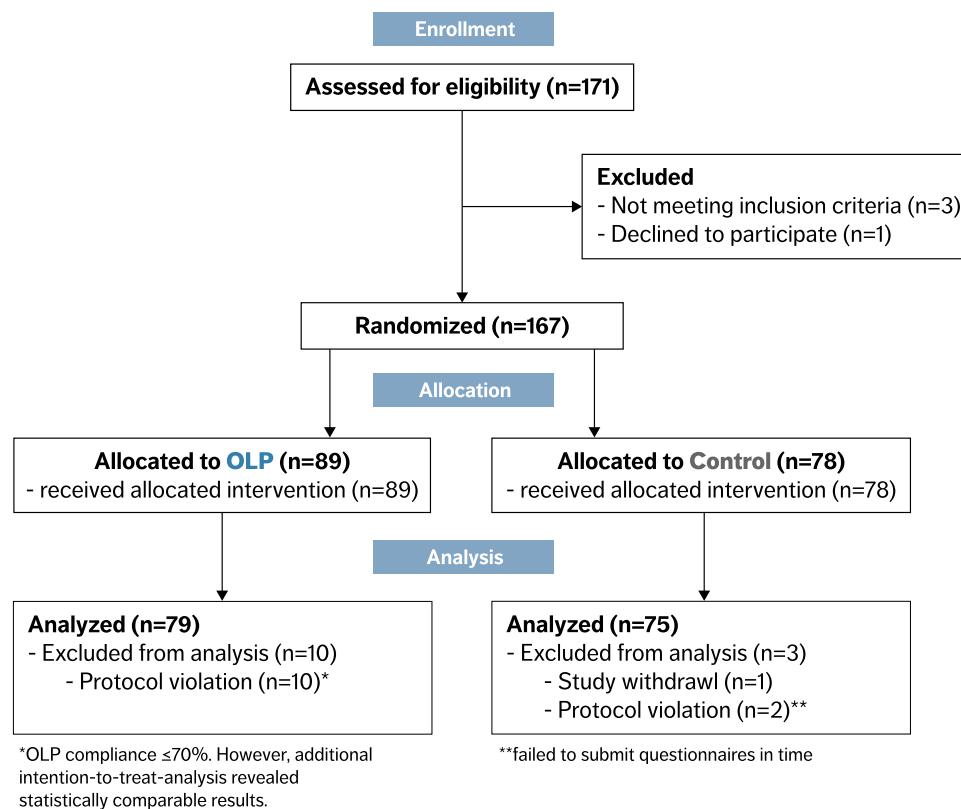 Enrollment
Assessed for eligibility (n=171)
Excluded
- Not meeting inclusion criteria (n=3)
- Declined to participate (n=1)
Randomized (n=167)
Allocation
Allocated to OLP (n=89)
- received allocated intervention (n=89)
Allocated to Control (n=78)
- received allocated intervention (n=78)
Analysis
Analyzed (n=79)
- Excluded from analysis (n=10)
- Protocol violation (n=10)*
Analyzed (n=75)
- Excluded from analysis (n=3)
- Study withdrawl (n=1)
- Protocol violation (n=2)**
*OLP compliance ≤70%. However, additional
intention-to-treat-analysis revealed
statistically comparable results.
**failed to submit questionnaires in time